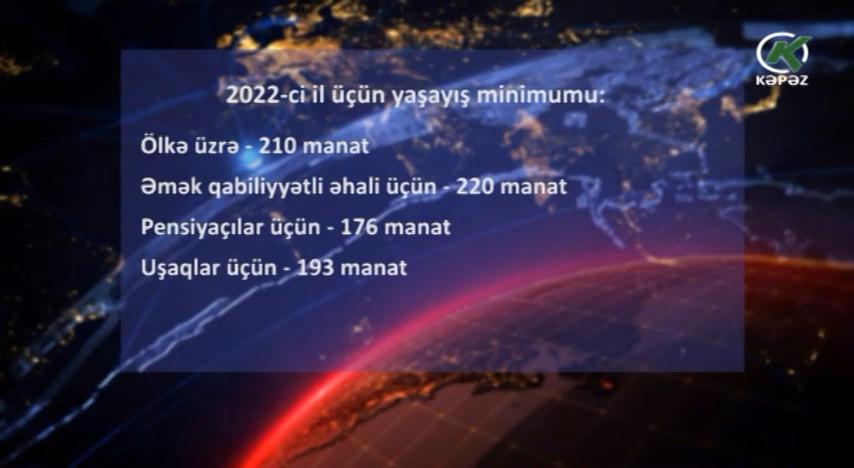 KƏPƏZ
2022-ci il üçün yaşayış minimumu:
Ölkə üzrə - 210 manat
Əmək qabiliyyətli əhali üçün - 220 manat
Pensiyaçılar üçün - 176 manat
Uşaqlar üçün - 193 manat